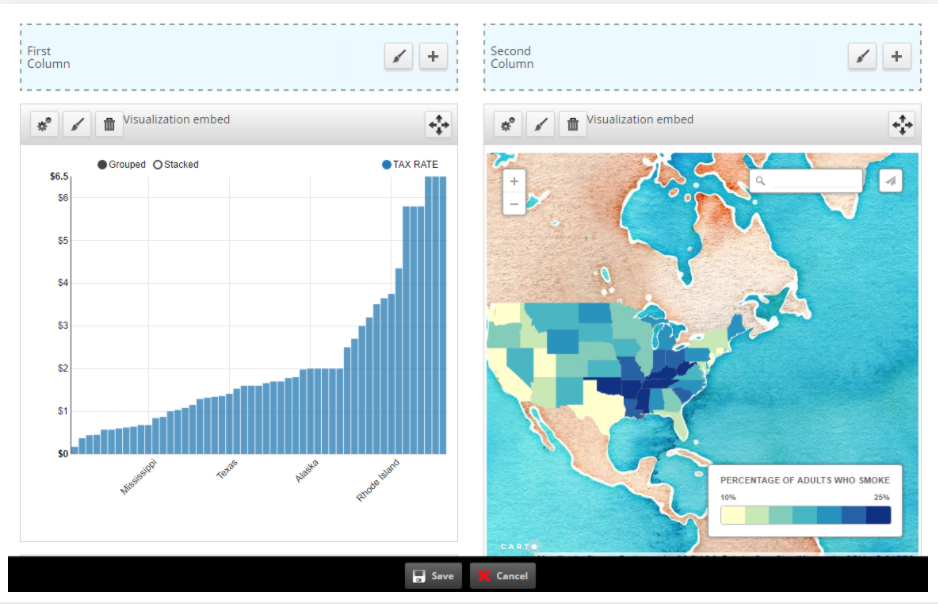 First
Column
Second
Column
Visualization embed
Grouped
Stacked
TAX RATE
$6.5
$6
$5
$4
$3
$2
$1
$0
Mississippi
Texas
Alaska
Rhode Island
Visualization embed
+
−
PERCENTAGE OF ADULTS WHO SMOKE
10%
25%
CARTO
Save
Cancel